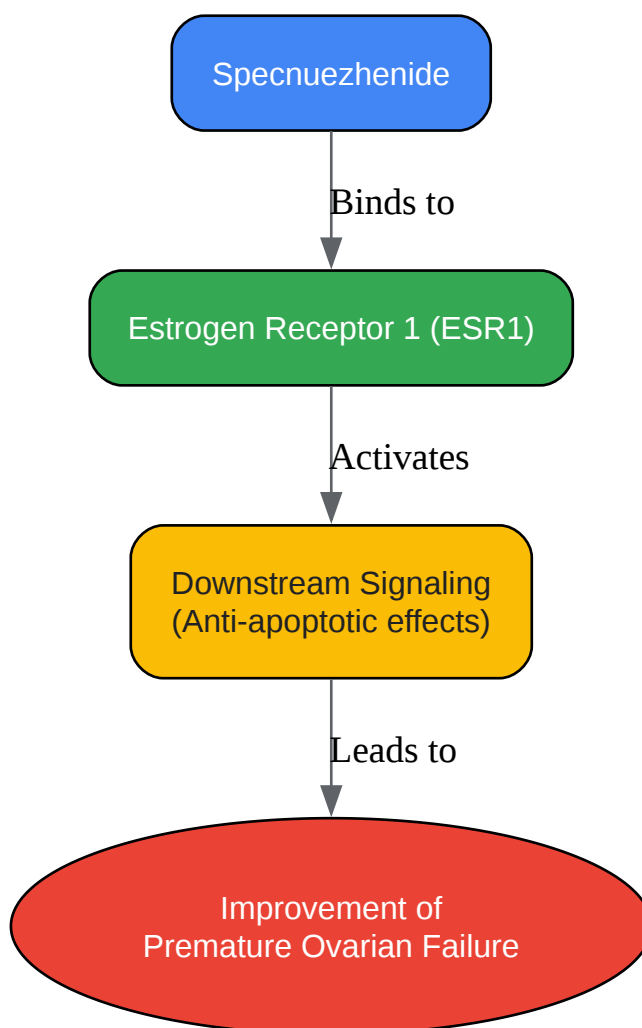 Specnuezhenide
Binds to
Estrogen Receptor 1 (ESR1)
Activates
Downstream Signaling
(Anti-apoptotic effects)
Leads to
Improvement of
Premature Ovarian Failure